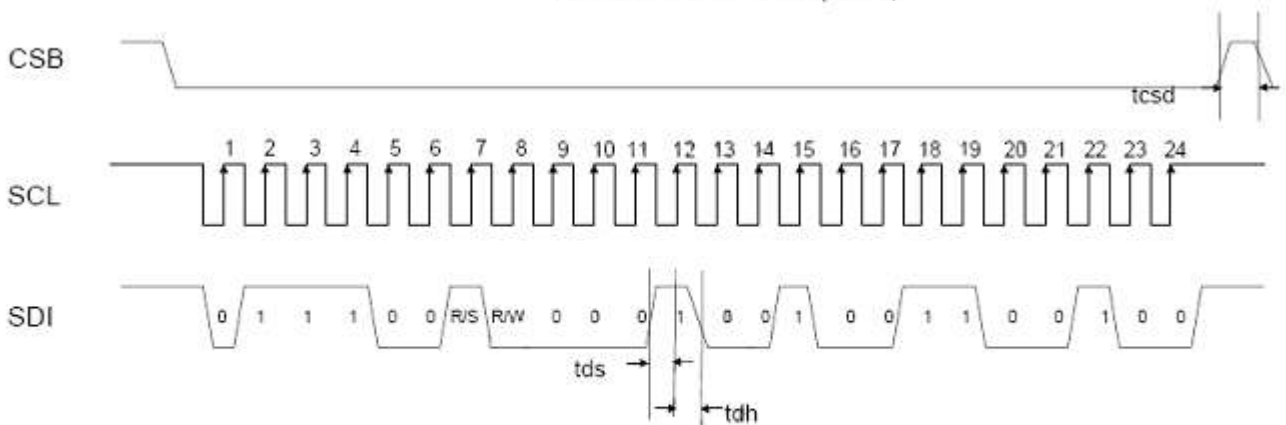 CSB
tcsd
1 2 3 4 5 6 7 8 9 10 11 12 13 14 15 16 17 18 19 20 21 22 23 24
SCL
SDI
0 1 1 1 0 0 R/S R/W 0 0 0 1 0 0 1 0 0 1 1 0 0 1 0 0
tds
tdh